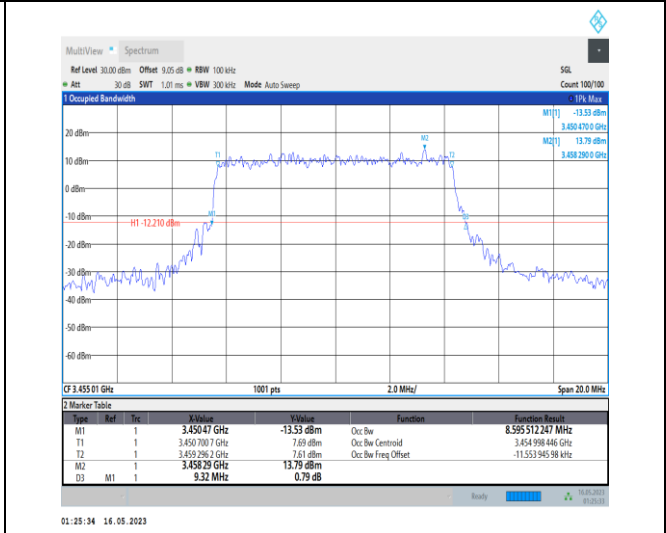 MultiView Spectrum
Ref Level 30.00 dBm Offset 9.05 dB RBW 100 kHz SGL
Att 30 dB SWT 1.01 ms VBW 300 kHz Mode Auto Sweep Count 100/100
1 Occupied Bandwidth 1Pk Max
M1[1] -13.53 dBm
3.450 470 0 GHz
M2[1] 13.79 dBm
3.458 290 0 GHz
20 dBm
M2
T1 T2
10 dBm
0 dBm
-10 dBm
M1
H1 -12.210 dBm
-20 dBm
-30 dBm
-40 dBm
-50 dBm
-60 dBm
CF 3.455 01 GHz 1001 pts 2.0 MHz/ Span 20.0 MHz
2 Marker Table
Type Ref Trc X-Value Y-Value Function Function Result
M1 1 3.450 47 GHz -13.53 dBm Occ Bw 8.595 512 247 MHz
T1 1 3.450 700 7 GHz 7.69 dBm Occ Bw Centroid 3.454 998 446 GHz
T2 1 3.459 296 2 GHz 7.61 dBm Occ Bw Freq Offset -11.553 945 98 kHz
M2 1 3.458 29 GHz 13.79 dBm
D3 M1 1 9.32 MHz 0.79 dB
Ready 16.05.2023
01:25:33
01:25:34 16.05.2023